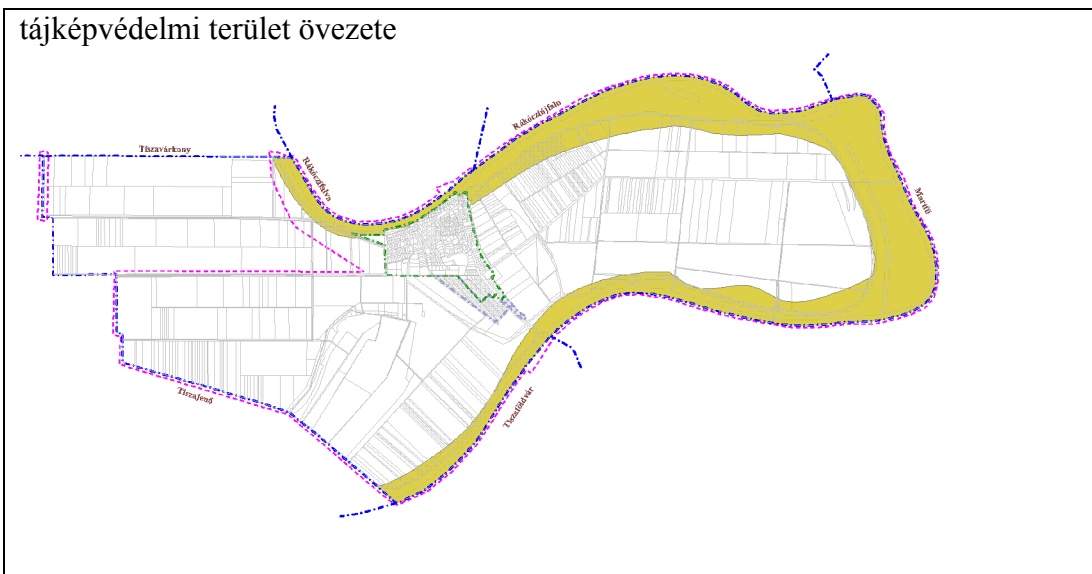 tájképvédelmi terület övezete
Tiszavárkony
Rákóczifalva
Rákócziújfalu
Martfű
Tiszajenő
Tiszaföldvár